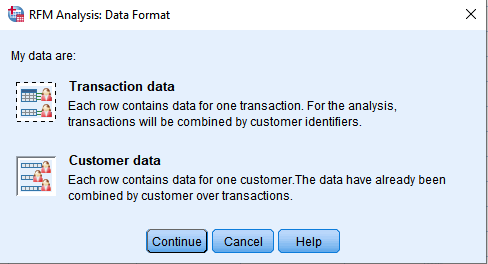 RFM Analysis: Data Format
My data are:
Transaction data
Each row contains data for one transaction. For the analysis,
transactions will be combined by customer identifiers.
Customer data
Each row contains data for one customer.The data have already been
combined by customer over transactions.
Continue Cancel Help